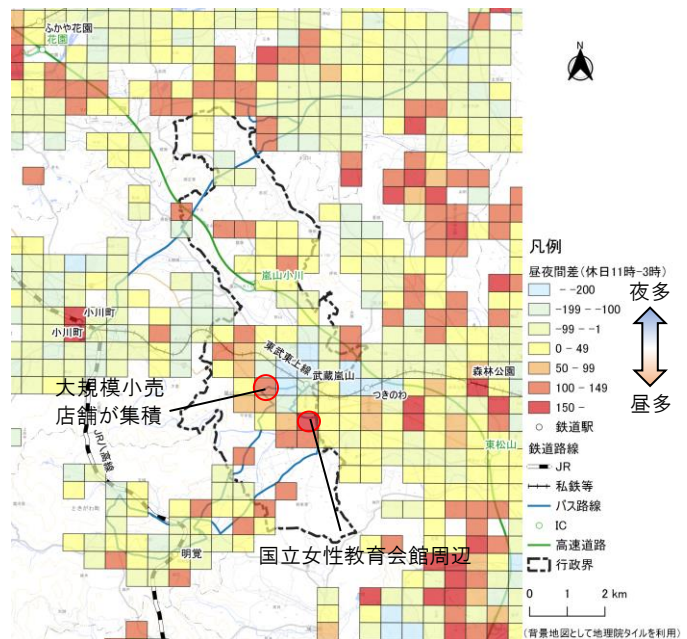 ふかや花園
花園
嵐山小川
小川町
小川町
東武東上線
武蔵嵐山
つきのわ
森林公園
東松山
大規模小売
店舗が集積
JR八高線
ときがわ町
明覚
国立女性教育会館周辺
N
凡例
昼夜間差(休日11時-3時)
- -200
-199 - -100
-99 - -1
0 - 49
50 - 99
100 - 149
150 -
夜多
昼多
鉄道駅
鉄道路線
JR
私鉄等
バス路線
IC
高速道路
行政界
0 1 2 km
(背景地図として地理院タイルを利用)